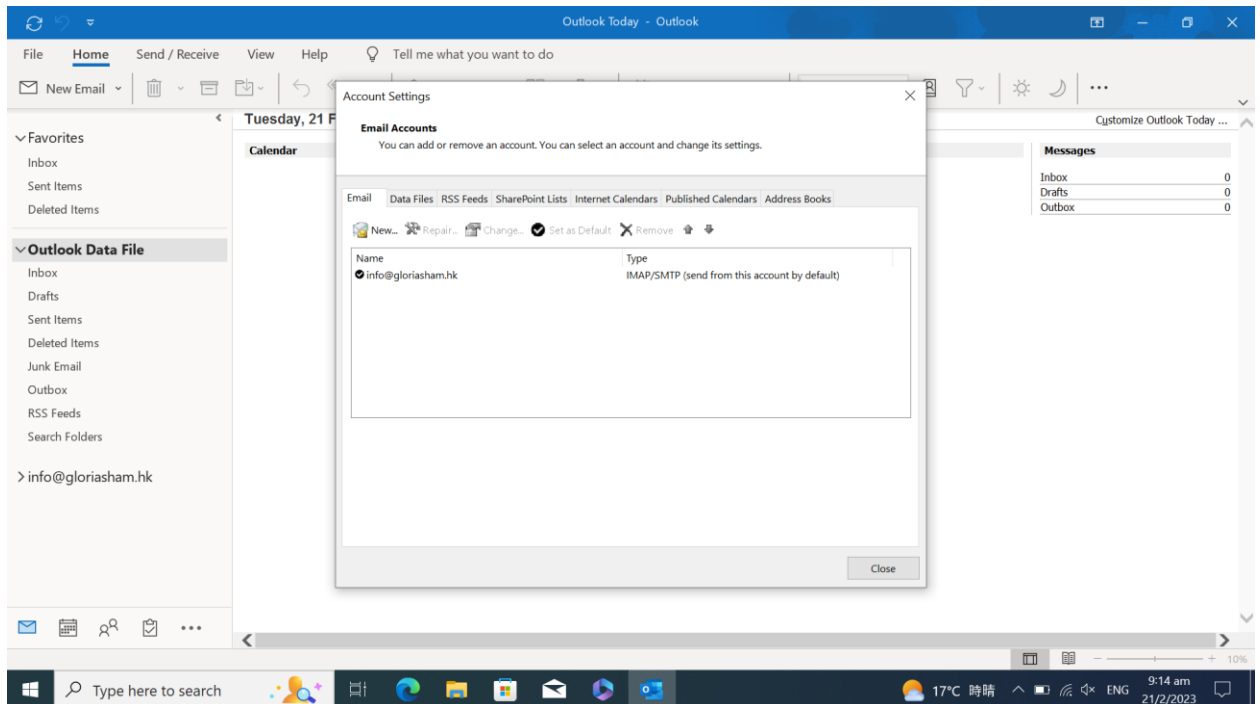 Outlook Today - Outlook
File Home Send / Receive View Help Tell me what you want to do
New Email
Account Settings
Tuesday, 21 F
Customize Outlook Today ...
Favorites
Inbox
Sent Items
Deleted Items
Outlook Data File
Inbox
Drafts
Sent Items
Deleted Items
Junk Email
Outbox
RSS Feeds
Search Folders
info@gloriasham.hk
Calendar
Email Accounts
You can add or remove an account. You can select an account and change its settings.
Email Data Files RSS Feeds SharePoint Lists Internet Calendars Published Calendars Address Books
New... Repair... Change... Set as Default Remove
Name Type
info@gloriasham.hk IMAP/SMTP (send from this account by default)
Close
Messages
Inbox 0
Drafts 0
Outbox 0
10%
Type here to search
17°C 時晴 ENG 9:14 am
21/2/2023